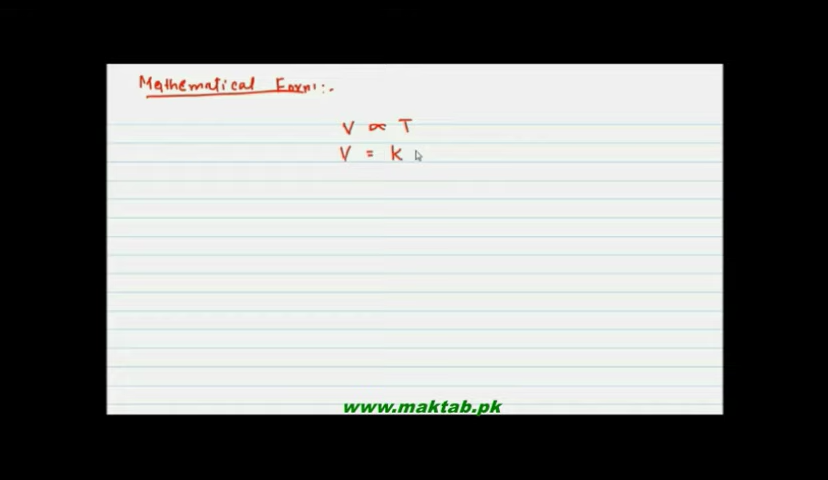 Mathematical Form:.
V ∝ T
V = K
www.maktab.pk